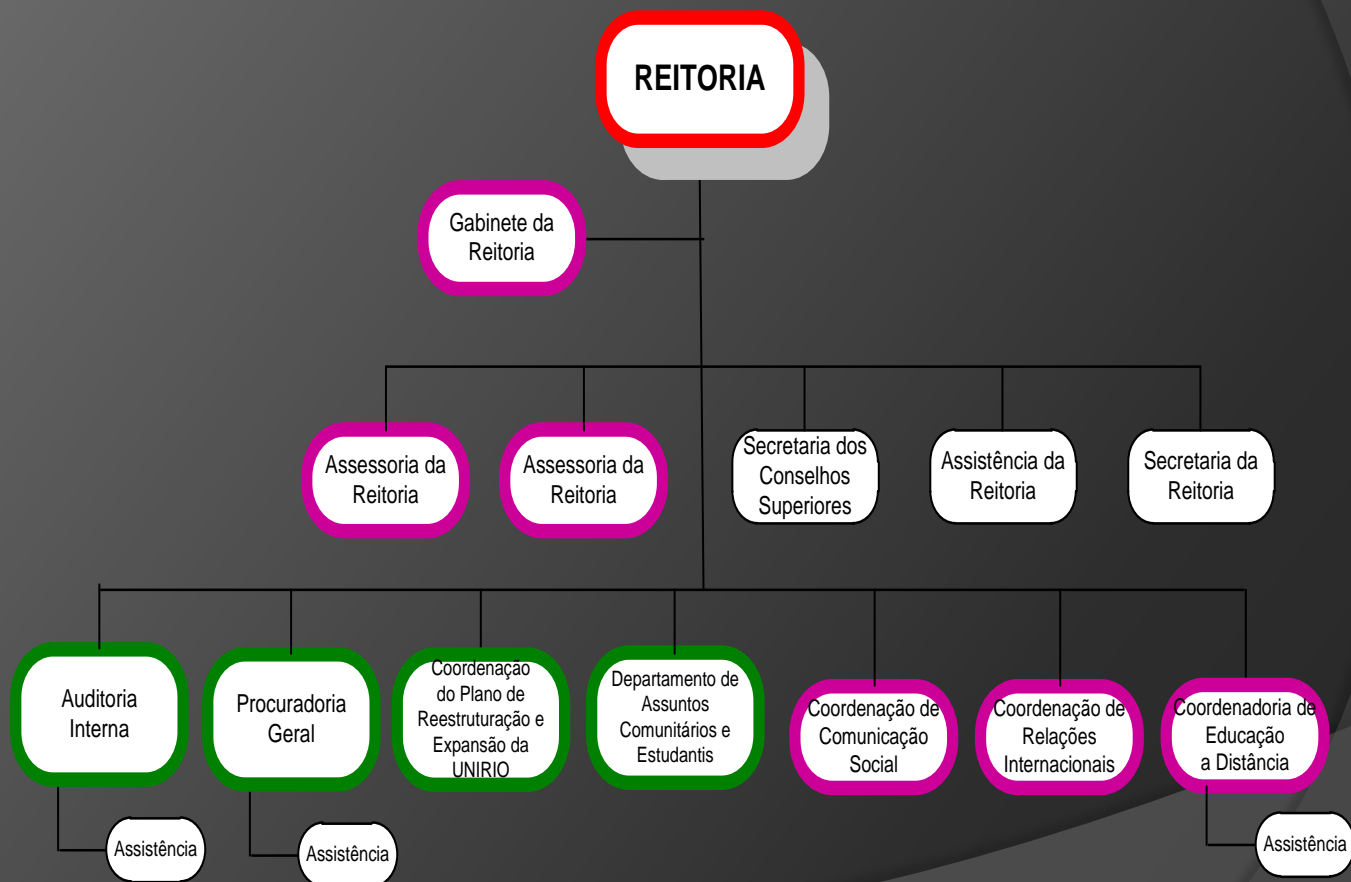 REITORIA
Gabinete da
Reitoria
Assessoria da
Reitoria
Assessoria da
Reitoria
Secretaria dos
Conselhos
Superiores
Assistência da
Reitoria
Secretaria da
Reitoria
Auditoria
Interna
Procuradoria
Geral
Coordenação
do Plano de
Reestruturação e
Expansão da
UNIRIO
Departamento de
Assuntos
Comunitários e
Estudantis
Coordenação de
Comunicação
Social
Coordenação de
Relações
Internacionais
Coordenadoria de
Educação
a Distância
Assistência
Assistência
Assistência